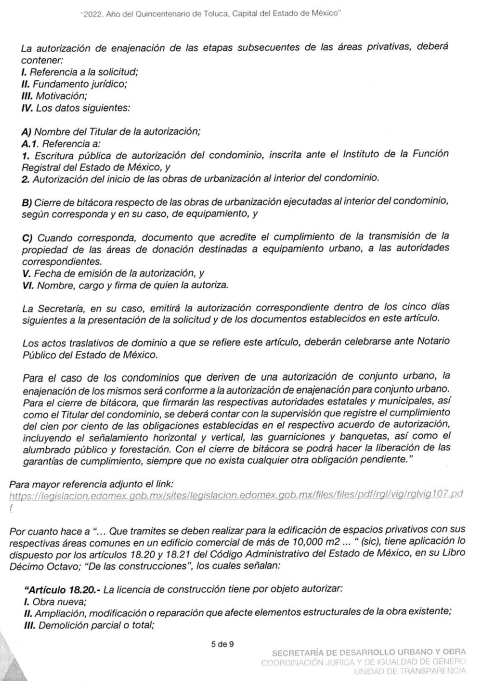 "2022. Año del Quincentenario de Toluca, Capital del Estado de México"
La autorización de enajenación de las etapas subsecuentes de las áreas privativas, deberá
contener:
I. Referencia a la solicitud;
II. Fundamento jurídico;
III. Motivación;
IV. Los datos siguientes:
A) Nombre del Titular de la autorización;
A.1. Referencia a:
1. Escritura pública de autorización del condominio, inscrita ante el Instituto de la Función
Registral del Estado de México, y
2. Autorización del inicio de las obras de urbanización al interior del condominio.
B) Cierre de bitácora respecto de las obras de urbanización ejecutadas al interior del condominio,
según corresponda y en su caso, de equipamiento, y
C) Cuando corresponda, documento que acredite el cumplimiento de la transmisión de la
propiedad de las áreas de donación destinadas a equipamiento urbano, a las autoridades
correspondientes.
V. Fecha de emisión de la autorización, y
VI. Nombre, cargo y firma de quien la autoriza.
La Secretaría, en su caso, emitirá la autorización correspondiente dentro de los cinco días
siguientes a la presentación de la solicitud y de los documentos establecidos en este artículo.
Los actos traslativos de dominio a que se refiere este artículo, deberán celebrarse ante Notario
Público del Estado de México.
Para el caso de los condominios que deriven de una autorización de conjunto urbano, la
enajenación de los mismos será conforme a la autorización de enajenación para conjunto urbano.
Para el cierre de bitácora, que firmarán las respectivas autoridades estatales y municipales, así
como el Titular del condominio, se deberá contar con la supervisión que registre el cumplimiento
del cien por ciento de las obligaciones establecidas en el respectivo acuerdo de autorización,
incluyendo el señalamiento horizontal y vertical, las guarniciones y banquetas, así como el
alumbrado público y forestación. Con el cierre de bitácora se podrá hacer la liberación de las
garantías de cumplimiento, siempre que no exista cualquier otra obligación pendiente."
Para mayor referencia adjunto el link:
https://legislacion.edomex.gob.mx/sites/legislacion.edomex.gob.mx/files/files/pdf/rgl/vig/rglvig107.pd
f
Por cuanto hace a "... Que tramites se deben realizar para la edificación de espacios privativos con sus
respectivas áreas comunes en un edificio comercial de más de 10,000 m2 ... " (sic), tiene aplicación lo
dispuesto por los artículos 18.20 y 18.21 del Código Administrativo del Estado de México, en su Libro
Décimo Octavo; "De las construcciones", los cuales señalan:
"Artículo 18.20.- La licencia de construcción tiene por objeto autorizar:
I. Obra nueva;
II. Ampliación, modificación o reparación que afecte elementos estructurales de la obra existente;
III. Demolición parcial o total;
5 de 9
SECRETARÍA DE DESARROLLO URBANO Y OBRA
COORDINACIÓN JURICA Y DE IGUALDAD DE GÉNERO
UNIDAD DE TRANSPARENCIA